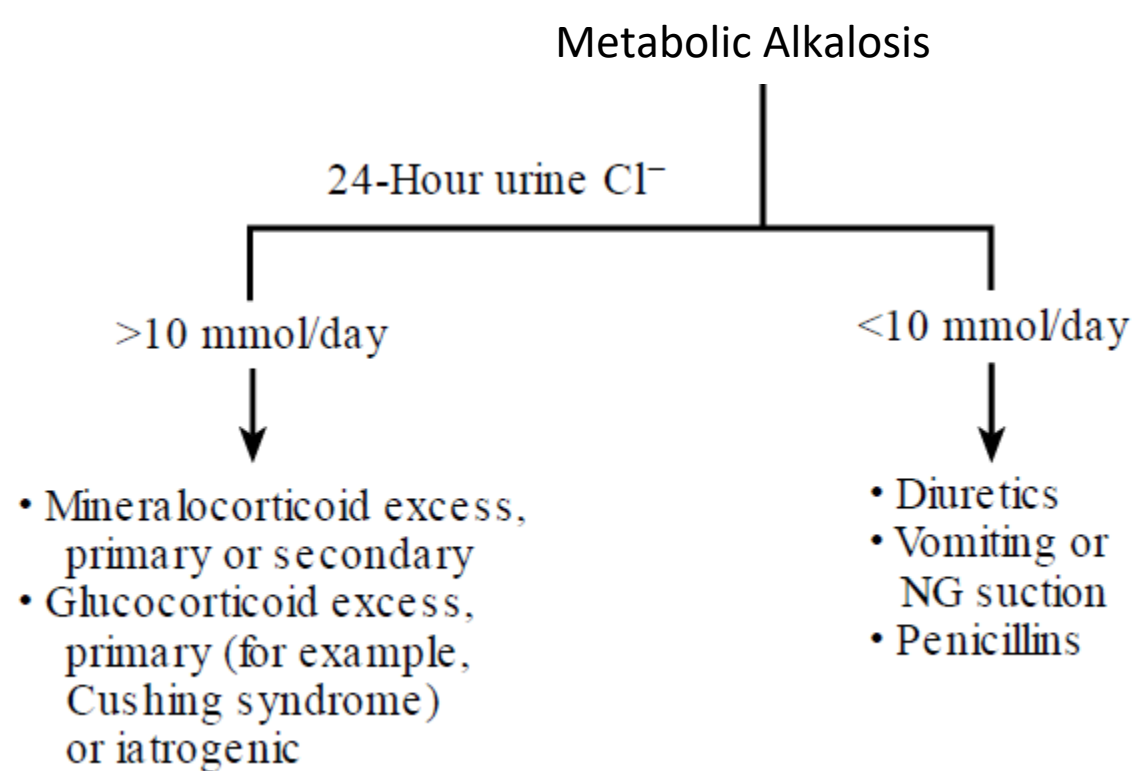 Metabolic Alkalosis
24-Hour urine Cl⁻
>10 mmol/day
<10 mmol/day
• Mineralocorticoid excess,
primary or secondary
• Glucocorticoid excess,
primary (for example,
Cushing syndrome)
or iatrogenic
• Diuretics
• Vomiting or
NG suction
• Penicillins